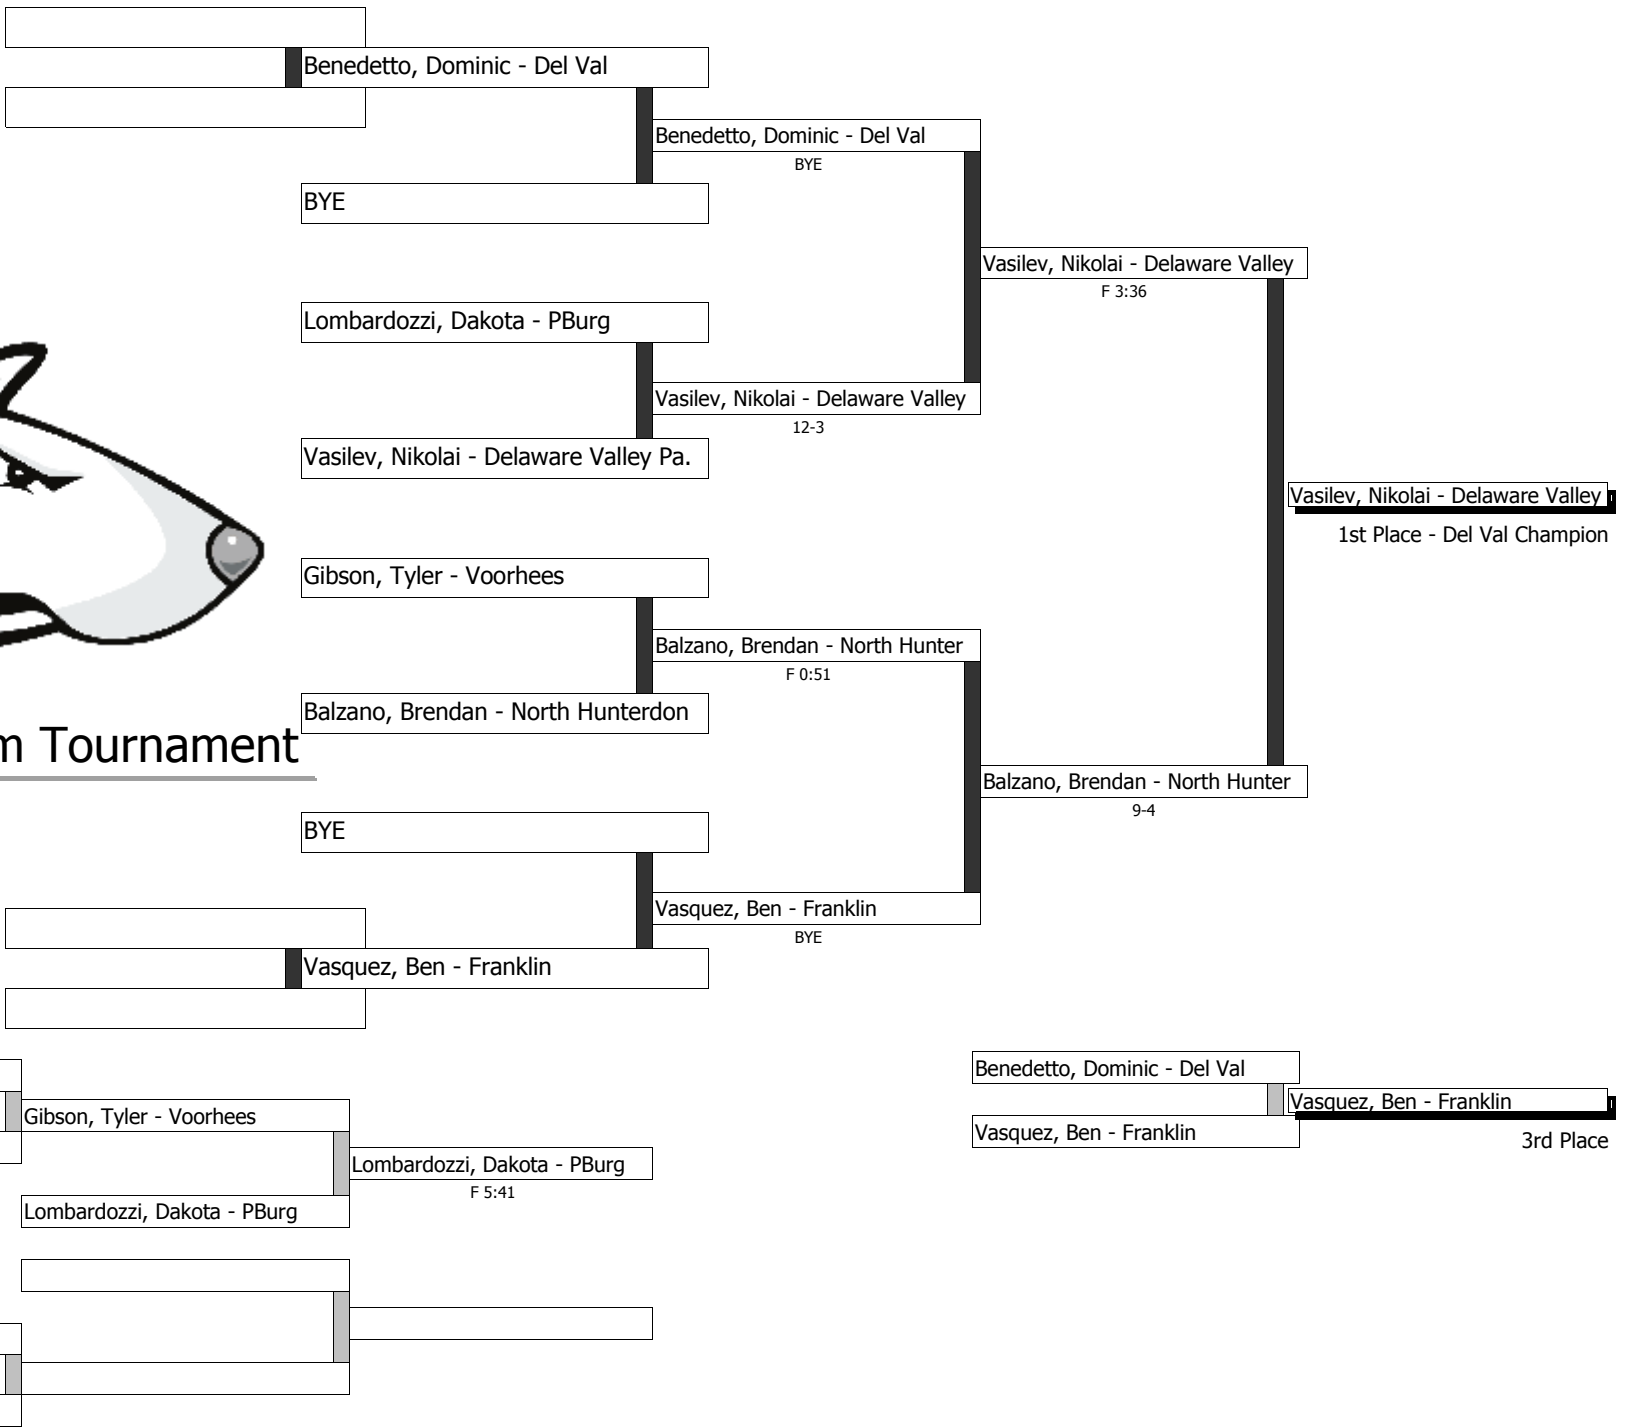 Benedetto, Dominic - Del Val
Benedetto, Dominic - Del Val
BYE
BYE
Vasilev, Nikolai - Delaware Valley
F 3:36
Lombardozzi, Dakota - PBurg
Vasilev, Nikolai - Delaware Valley
12-3
Vasilev, Nikolai - Delaware Valley Pa.
Vasilev, Nikolai - Delaware Valley
1st Place - Del Val Champion
Gibson, Tyler - Voorhees
Balzano, Brendan - North Hunter
F 0:51
Balzano, Brendan - North Hunterdon
m Tournament
Balzano, Brendan - North Hunter
9-4
BYE
Vasquez, Ben - Franklin
BYE
Vasquez, Ben - Franklin
Benedetto, Dominic - Del Val
Vasquez, Ben - Franklin
Vasquez, Ben - Franklin
3rd Place
Gibson, Tyler - Voorhees
Lombardozzi, Dakota - PBurg
F 5:41
Lombardozzi, Dakota - PBurg